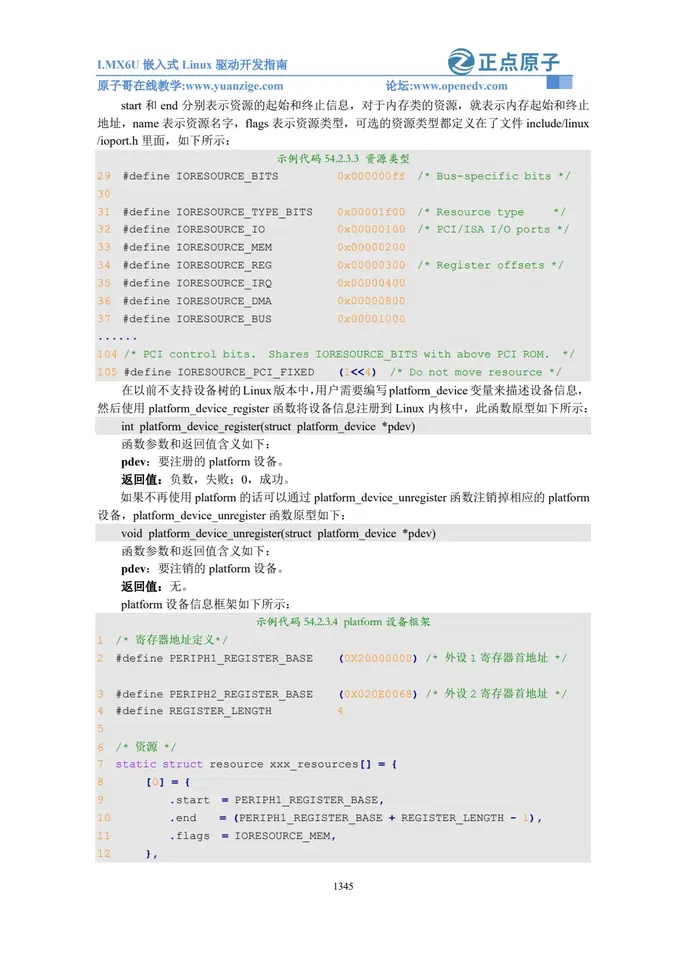 I.MX6U 嵌入式 Linux 驱动开发指南
正点原子
原子哥在线教学:www.yuanzige.com 论坛:www.openedv.com
start 和 end 分别表示资源的起始和终止信息，对于内存类的资源，就表示内存起始和终止
地址，name 表示资源名字，flags 表示资源类型，可选的资源类型都定义在了文件 include/linux
/ioport.h 里面，如下所示：
示例代码 54.2.3.3 资源类型
29 #define IORESOURCE_BITS 0x000000ff /* Bus-specific bits */
30
31 #define IORESOURCE_TYPE_BITS 0x00001f00 /* Resource type */
32 #define IORESOURCE_IO 0x00000100 /* PCI/ISA I/O ports */
33 #define IORESOURCE_MEM 0x00000200
34 #define IORESOURCE_REG 0x00000300 /* Register offsets */
35 #define IORESOURCE_IRQ 0x00000400
36 #define IORESOURCE_DMA 0x00000800
37 #define IORESOURCE_BUS 0x00001000
......
104 /* PCI control bits. Shares IORESOURCE_BITS with above PCI ROM. */
105 #define IORESOURCE_PCI_FIXED (1<<4) /* Do not move resource */
在以前不支持设备树的Linux版本中，用户需要编写platform_device变量来描述设备信息，
然后使用 platform_device_register 函数将设备信息注册到 Linux 内核中，此函数原型如下所示：
int platform_device_register(struct platform_device *pdev)
函数参数和返回值含义如下：
pdev：要注册的 platform 设备。
返回值：负数，失败；0，成功。
如果不再使用 platform 的话可以通过 platform_device_unregister 函数注销掉相应的 platform
设备，platform_device_unregister 函数原型如下：
void platform_device_unregister(struct platform_device *pdev)
函数参数和返回值含义如下：
pdev：要注销的 platform 设备。
返回值：无。
platform 设备信息框架如下所示：
示例代码 54.2.3.4 platform 设备框架
1 /* 寄存器地址定义*/
2 #define PERIPH1_REGISTER_BASE (0X20000000) /* 外设 1 寄存器首地址 */
3 #define PERIPH2_REGISTER_BASE (0X020E0068) /* 外设 2 寄存器首地址 */
4 #define REGISTER_LENGTH 4
5
6 /* 资源 */
7 static struct resource xxx_resources[] = {
8 [0] = {
9 .start = PERIPH1_REGISTER_BASE,
10 .end = (PERIPH1_REGISTER_BASE + REGISTER_LENGTH - 1),
11 .flags = IORESOURCE_MEM,
12 },
1345